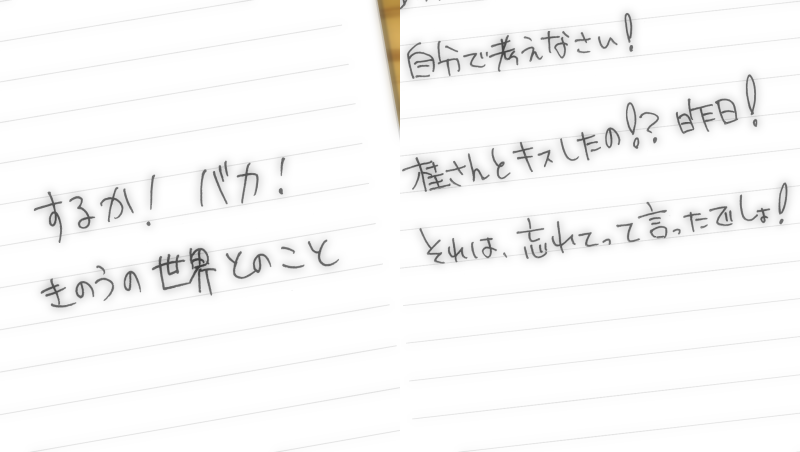 するか! バカ!
きのうの世界とのこと
自分で考えなさい!
桂さんとキスしたの!? 昨日!
それは、忘れてって言ったでしょ!